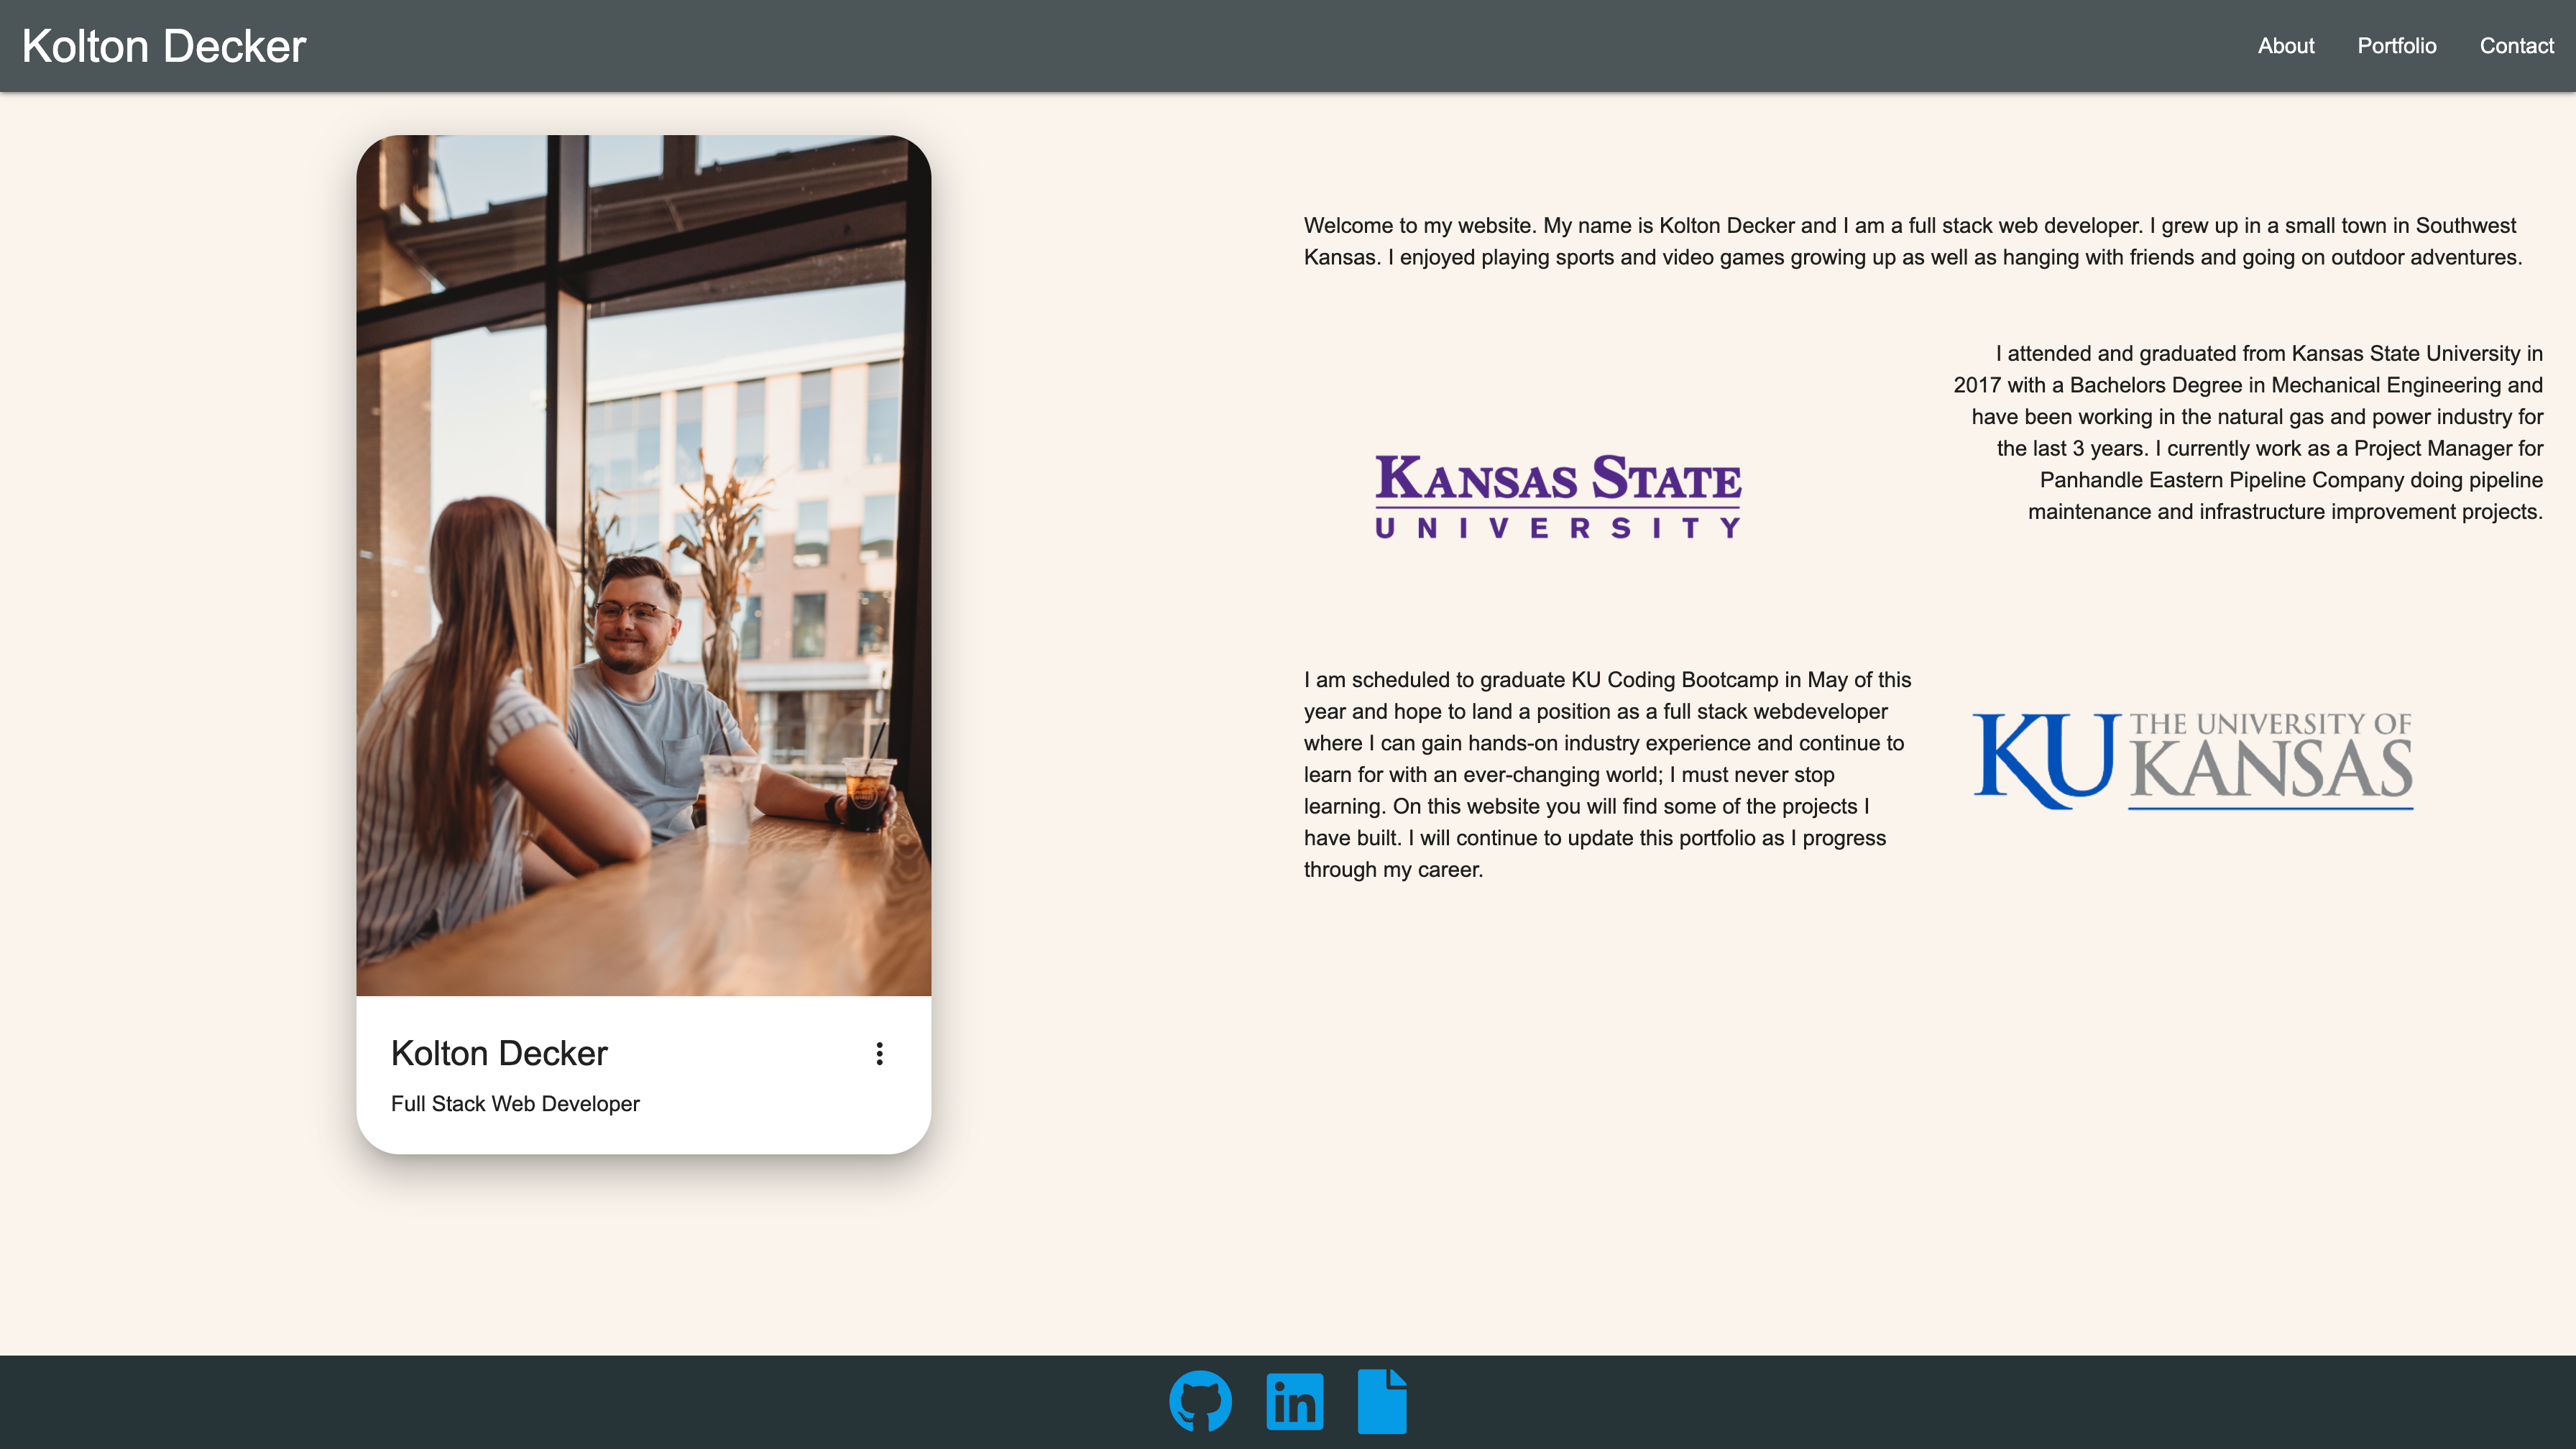 Kolton Decker
About Portfolio Contact
Welcome to my website. My name is Kolton Decker and I am a full stack web developer. I grew up in a small town in Southwest
Kansas. I enjoyed playing sports and video games growing up as well as hanging with friends and going on outdoor adventures.
KANSAS STATE
UNIVERSITY
I attended and graduated from Kansas State University in
2017 with a Bachelors Degree in Mechanical Engineering and
have been working in the natural gas and power industry for
the last 3 years. I currently work as a Project Manager for
Panhandle Eastern Pipeline Company doing pipeline
maintenance and infrastructure improvement projects.
I am scheduled to graduate KU Coding Bootcamp in May of this
year and hope to land a position as a full stack webdeveloper
where I can gain hands-on industry experience and continue to
learn for with an ever-changing world; I must never stop
learning. On this website you will find some of the projects I
have built. I will continue to update this portfolio as I progress
through my career.
KU THE UNIVERSITY OF
KANSAS
Kolton Decker
Full Stack Web Developer
in